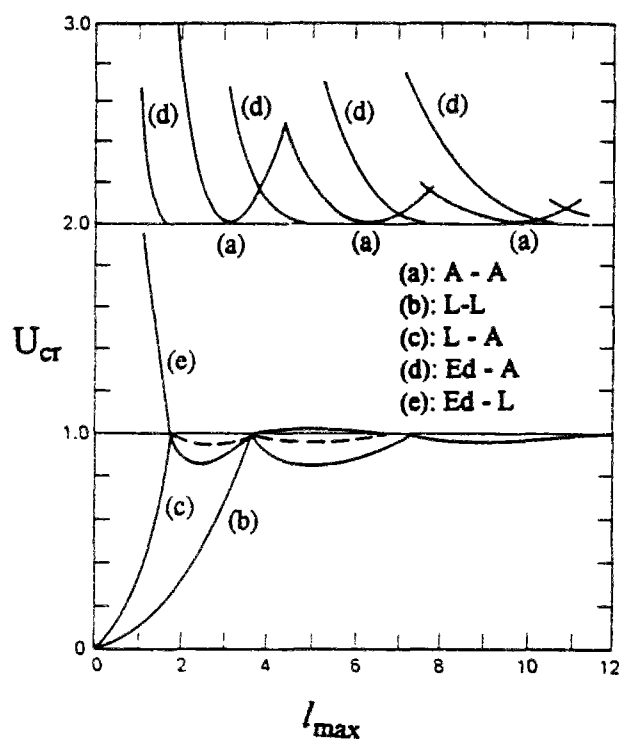 3.0
(d)
(d)
(d)
(d)
2.0
(a)
(a)
(a)
(a): A - A
(b): L-L
(c): L - A
(d): Ed - A
(e): Ed - L
U_cr
(e)
1.0
(c)
(b)
0
0
2
4
6
8
10
12
l_max